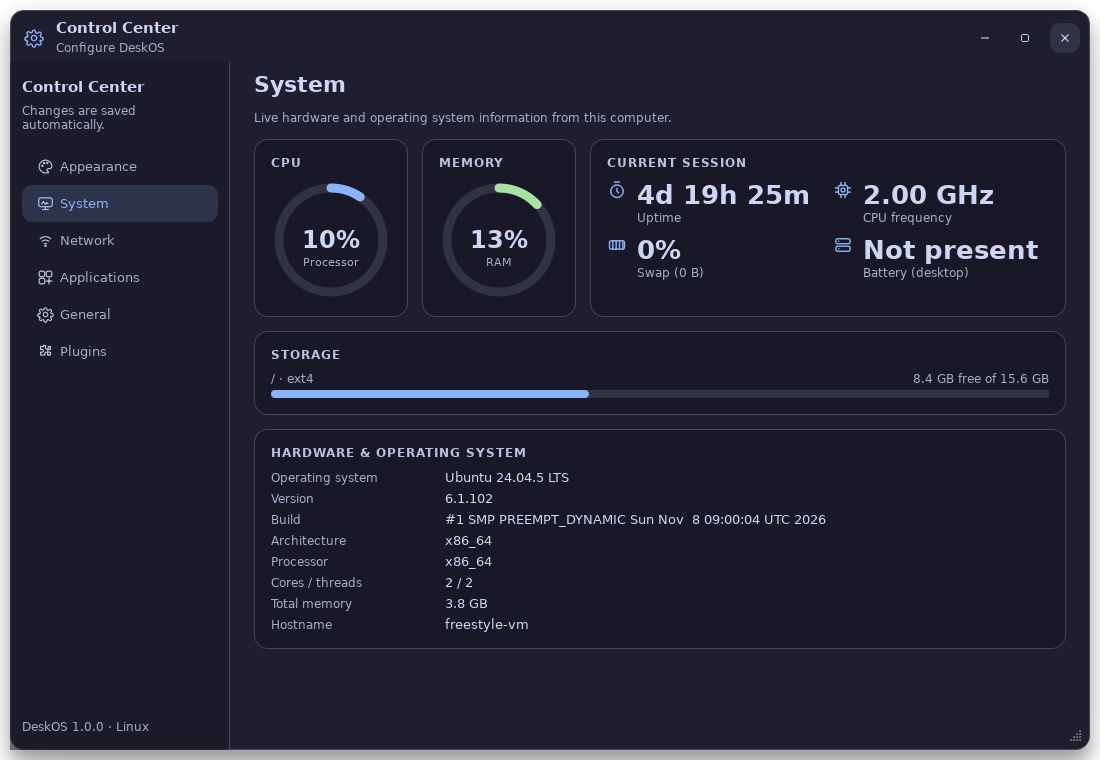 Control Center
Configure DeskOS
Control Center
Changes are saved
automatically.
Appearance
System
Network
Applications
General
Plugins
DeskOS 1.0.0 · Linux
System
Live hardware and operating system information from this computer.
CPU
10%
Processor
MEMORY
13%
RAM
CURRENT SESSION
4d 19h 25m
Uptime
2.00 GHz
CPU frequency
0%
Swap (0 B)
Not present
Battery (desktop)
STORAGE
/ · ext4 8.4 GB free of 15.6 GB
HARDWARE & OPERATING SYSTEM
Operating system Ubuntu 24.04.5 LTS
Version 6.1.102
Build #1 SMP PREEMPT_DYNAMIC Sun Nov  8 09:00:04 UTC 2026
Architecture x86_64
Processor x86_64
Cores / threads 2 / 2
Total memory 3.8 GB
Hostname freestyle-vm